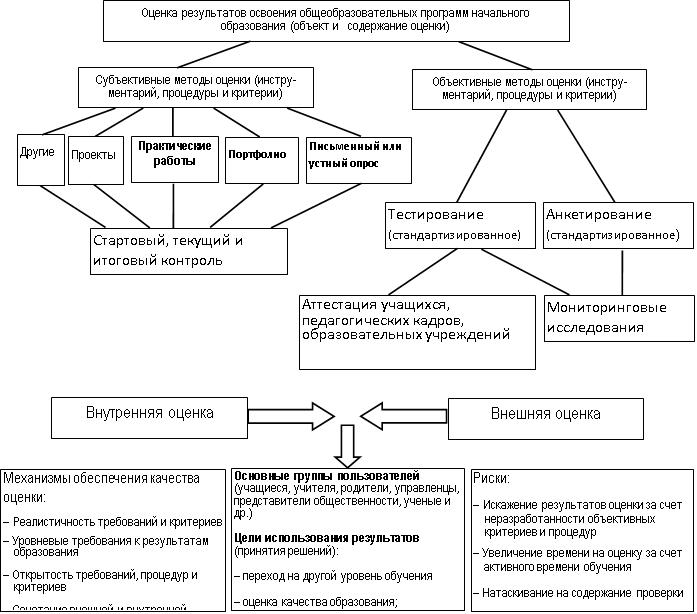 Оценка результатов освоения общеобразовательных программ начального
образования (объект и содержание оценки)
Субъективные методы оценки (инстру-
ментарий, процедуры и критерии)
Объективные методы оценки (инстру-
ментарий, процедуры и критерии)
Другие
Проекты
Практические
работы
Портфолио
Письменный или
устный опрос
Тестирование
(стандартизированное)
Анкетирование
(стандартизированное)
Стартовый, текущий и
итоговый контроль
Аттестация учащихся,
педагогических кадров,
образовательных учреждений
Мониторинговые
исследования
Внутренняя оценка
Внешняя оценка
Механизмы обеспечения качества
оценки:
– Реалистичность требований и критериев
– Уровневые требования к результатам
образования
– Открытость требований, процедур и
критериев
– Сочетание внешней и внутренней
Основные группы пользователей
(учащиеся, учителя, родители, управленцы,
представители общественности, ученые и
др.)
Цели использования результатов
(принятия решений):
– переход на другой уровень обучения
– оценка качества образования;
Риски:
– Искажение результатов оценки за счет
неразработанности объективных
критериев и процедур
– Увеличение времени на оценку за счет
активного времени обучения
– Натаскивание на содержание проверки